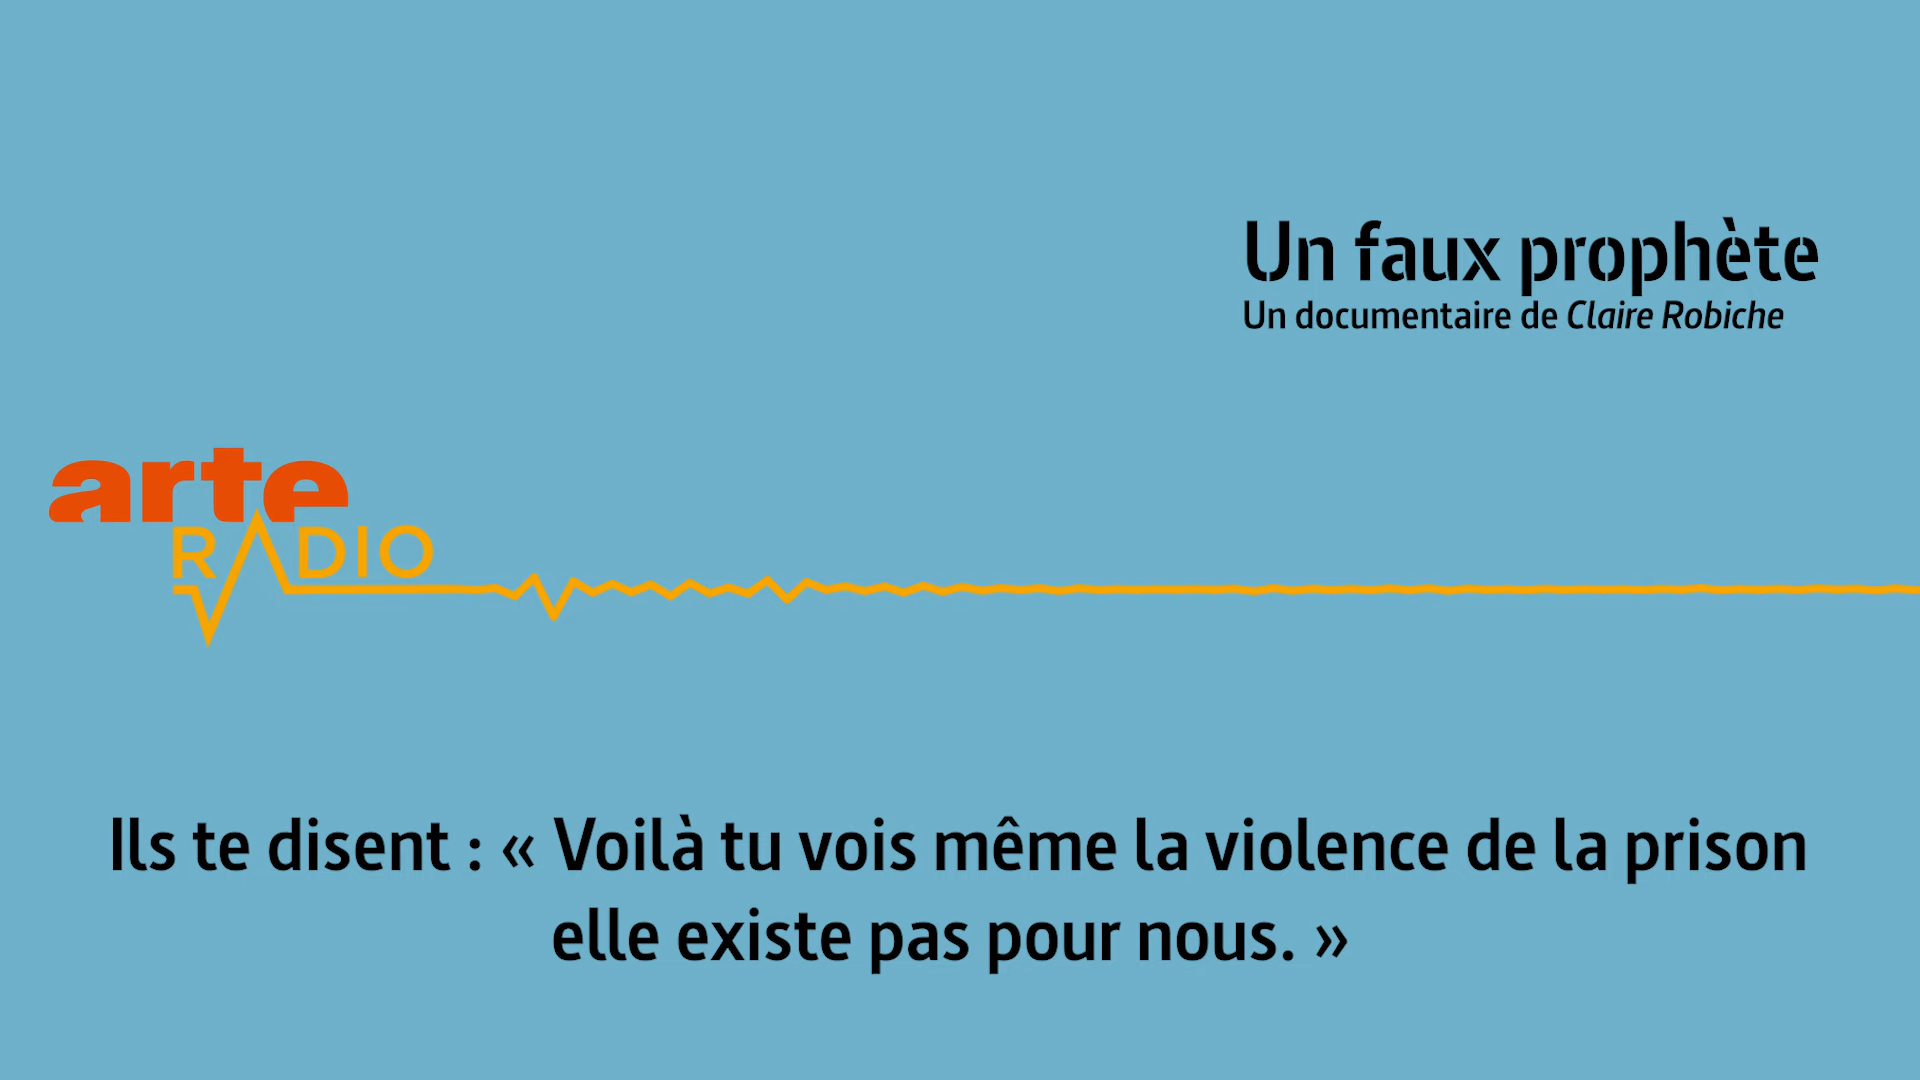 Un faux prophète
Un documentaire de Claire Robiche
arte
RADIO
Ils te disent : « Voilà tu vois même la violence de la prison
elle existe pas pour nous. »